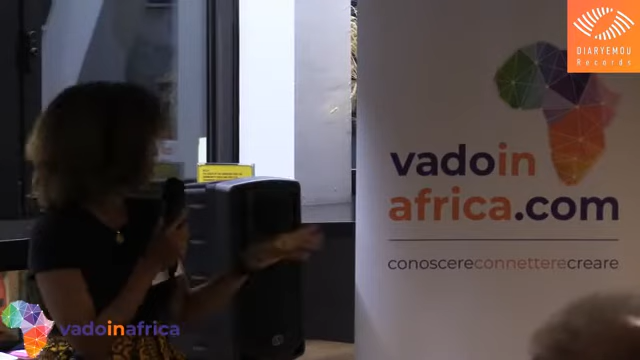 DIARYEMOU
Records
vadoin
africa.com
conoscereconnetterecreare
vadoinafrica